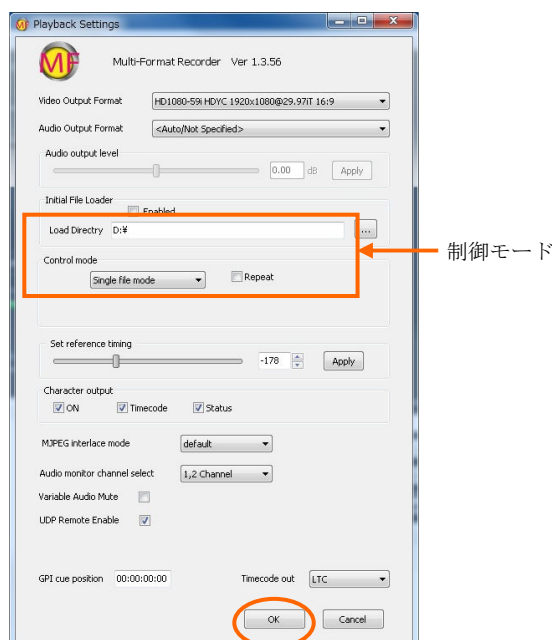 Playback Settings
MF
Multi-Format Recorder Ver 1.3.56
Video Output Format HD1080-59i HDYC 1920x1080@29.97iT 16:9
Audio Output Format <Auto/Not Specified>
Audio output level
0.00 dB Apply
Initial File Loader
Enabled
Load Directry D:¥ ...
制御モード
Control mode
Single file mode Repeat
Set reference timing
-178 Apply
Character output
ON Timecode Status
MJPEG interlace mode default
Audio monitor channel select 1,2 Channel
Variable Audio Mute
UDP Remote Enable
GPI cue position 00:00:00:00 Timecode out LTC
OK Cancel